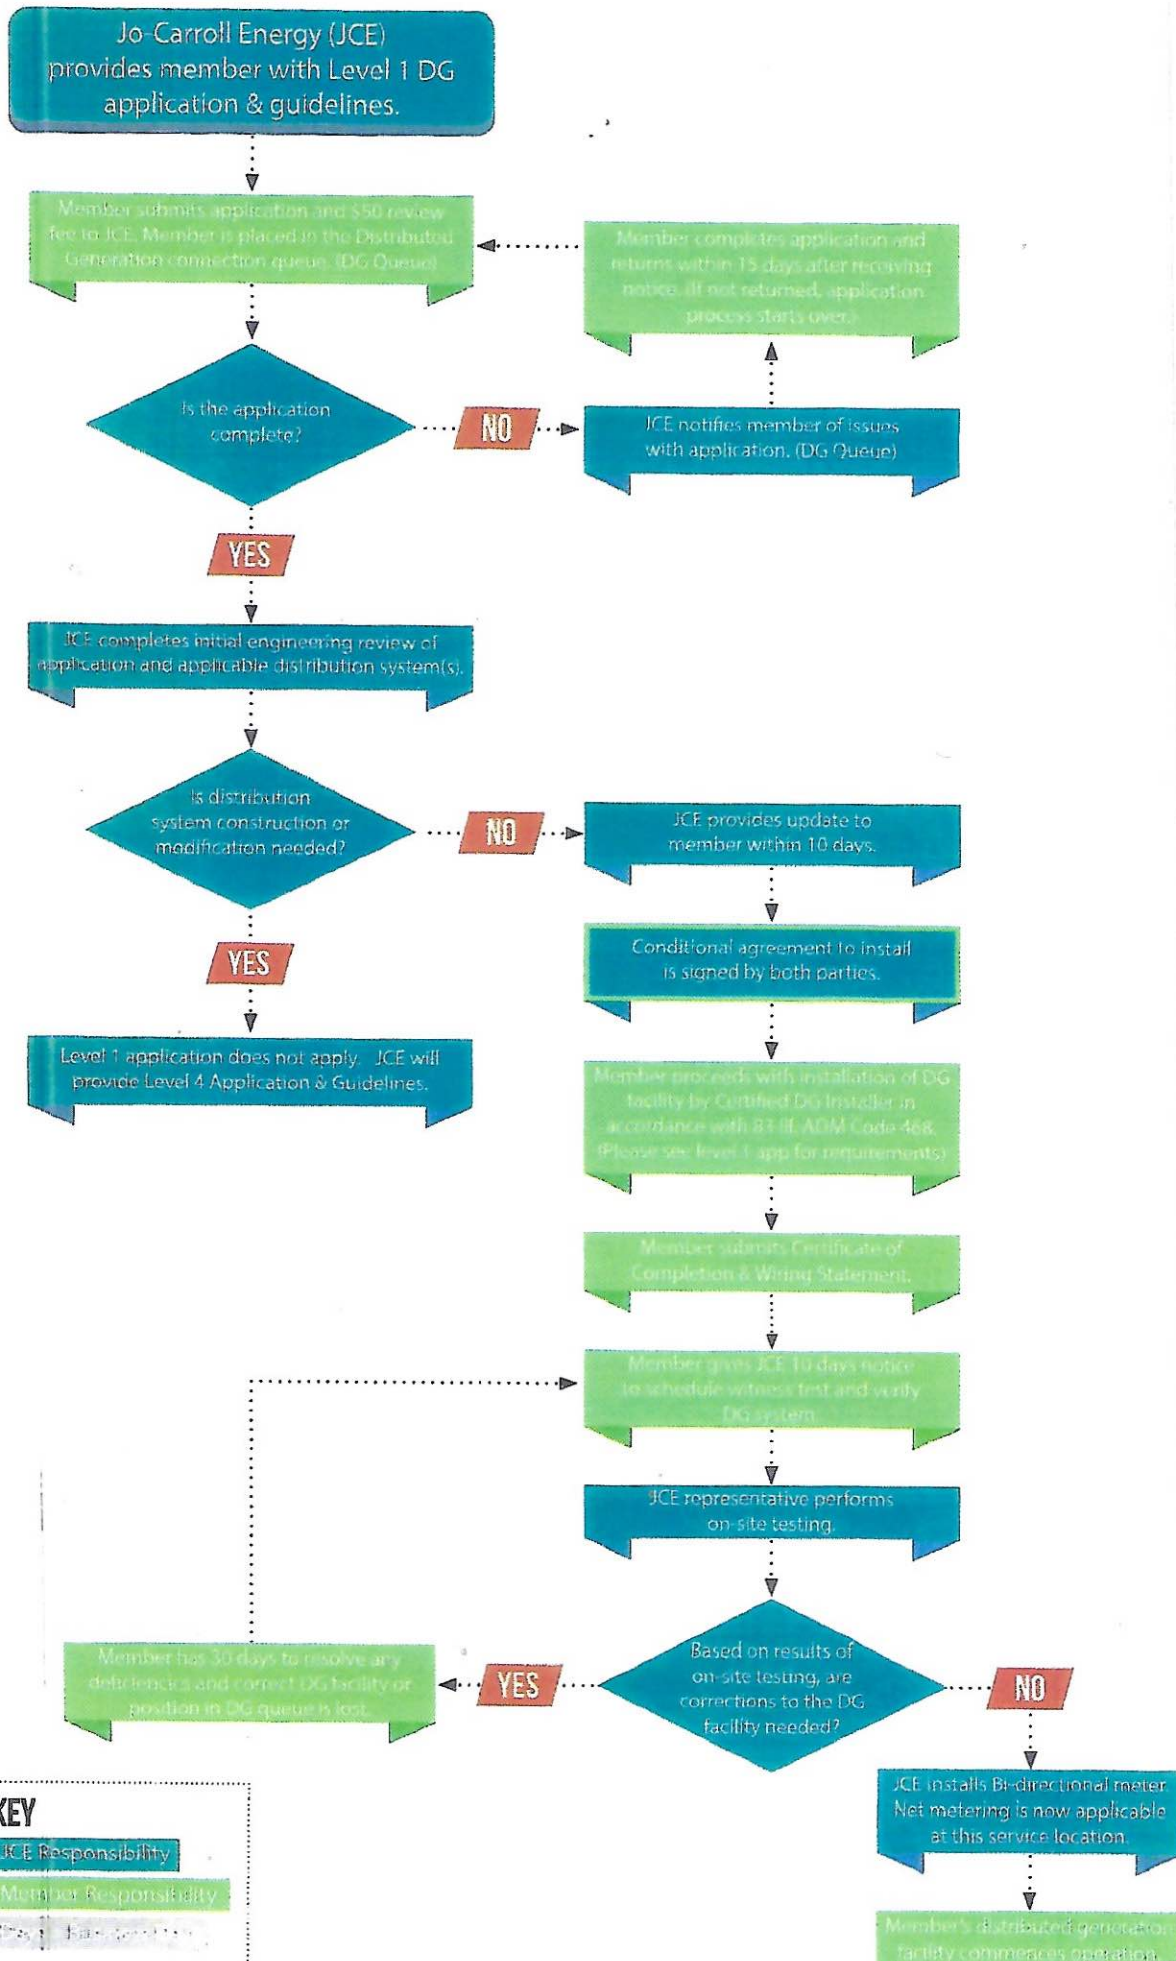 Jo-Carroll Energy (JCE)
provides member with Level 1 DG
application & guidelines.
Member submits application and $50 review
fee to JCE. Member is placed in the Distributed
Generation connection queue. (DG Queue)
Member completes application and
returns within 15 days after receiving
notice. (If not returned, application
process starts over.)
Is the application
complete?
NO
JCE notifies member of issues
with application. (DG Queue)
YES
JCE completes initial engineering review of
application and applicable distribution system(s).
Is distribution
system construction or
modification needed?
NO
JCE provides update to
member within 10 days.
YES
Conditional agreement to install
is signed by both parties.
Level 1 application does not apply. JCE will
provide Level 4 Application & Guidelines.
Member proceeds with installation of DG
facility by Certified DG Installer in
accordance with 83 IL ADM Code 468.
(Please see level 1 app for requirements)
Member submits Certificate of
Completion & Wiring Statement.
Member gives JCE 10 days notice
to schedule witness test and verify
DG system.
JCE representative performs
on-site testing.
Based on results of
on-site testing, are
corrections to the DG
facility needed?
YES
Member has 30 days to resolve any
deficiencies and correct DG facility or
position in DG queue is lost.
NO
JCE installs Bi-directional meter.
Net metering is now applicable
at this service location.
Member's distributed generation
facility commences operation.
KEY
JCE Responsibility
Member Responsibility